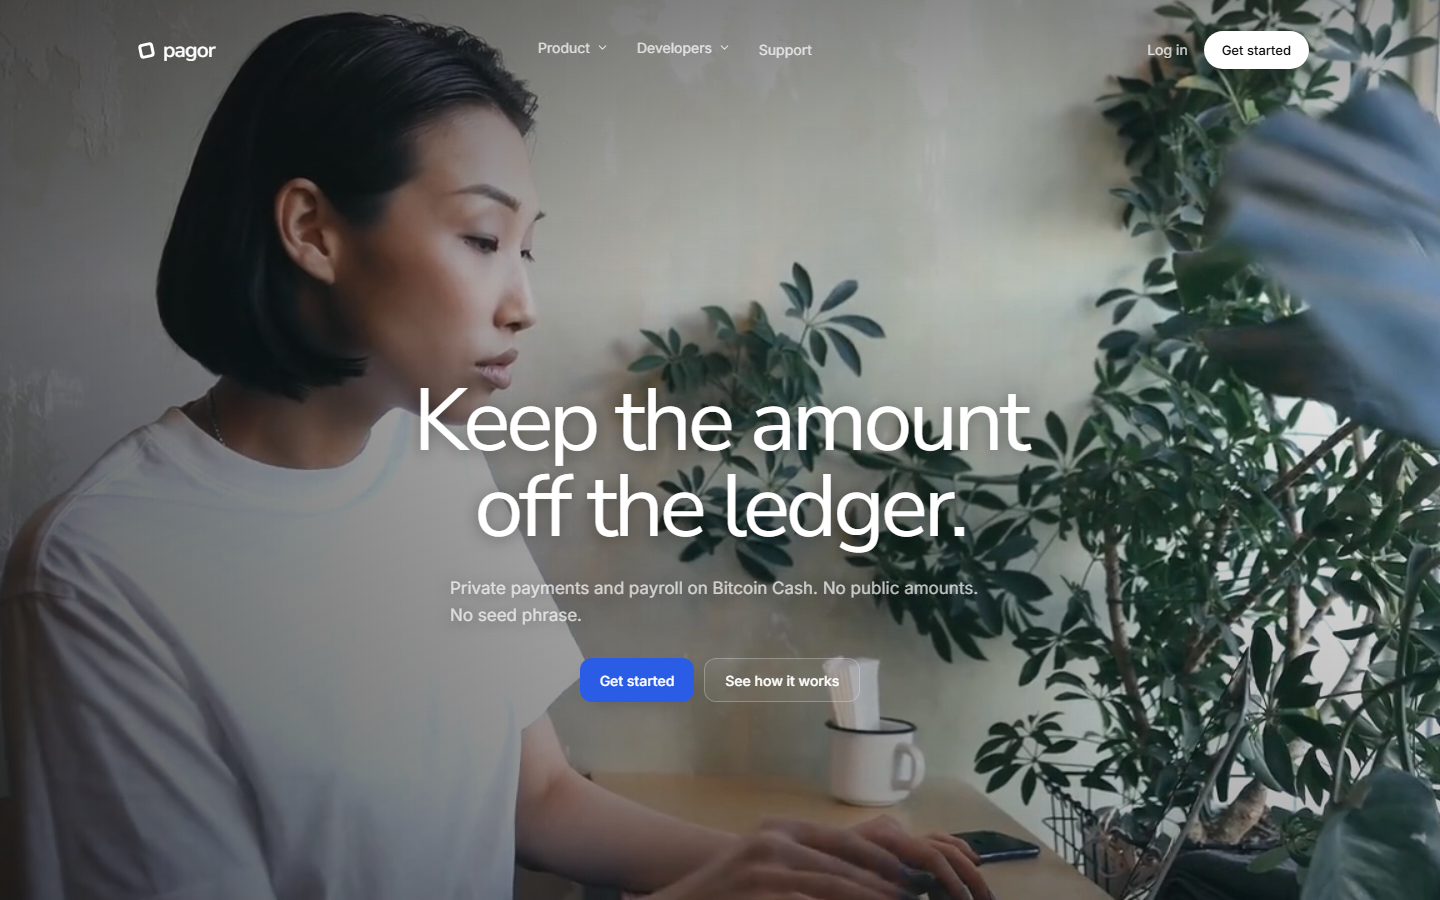 pagor
Product
Developers
Support
Log in
Get started
Keep the amount
off the ledger.
Private payments and payroll on Bitcoin Cash. No public amounts.
No seed phrase.
Get started
See how it works